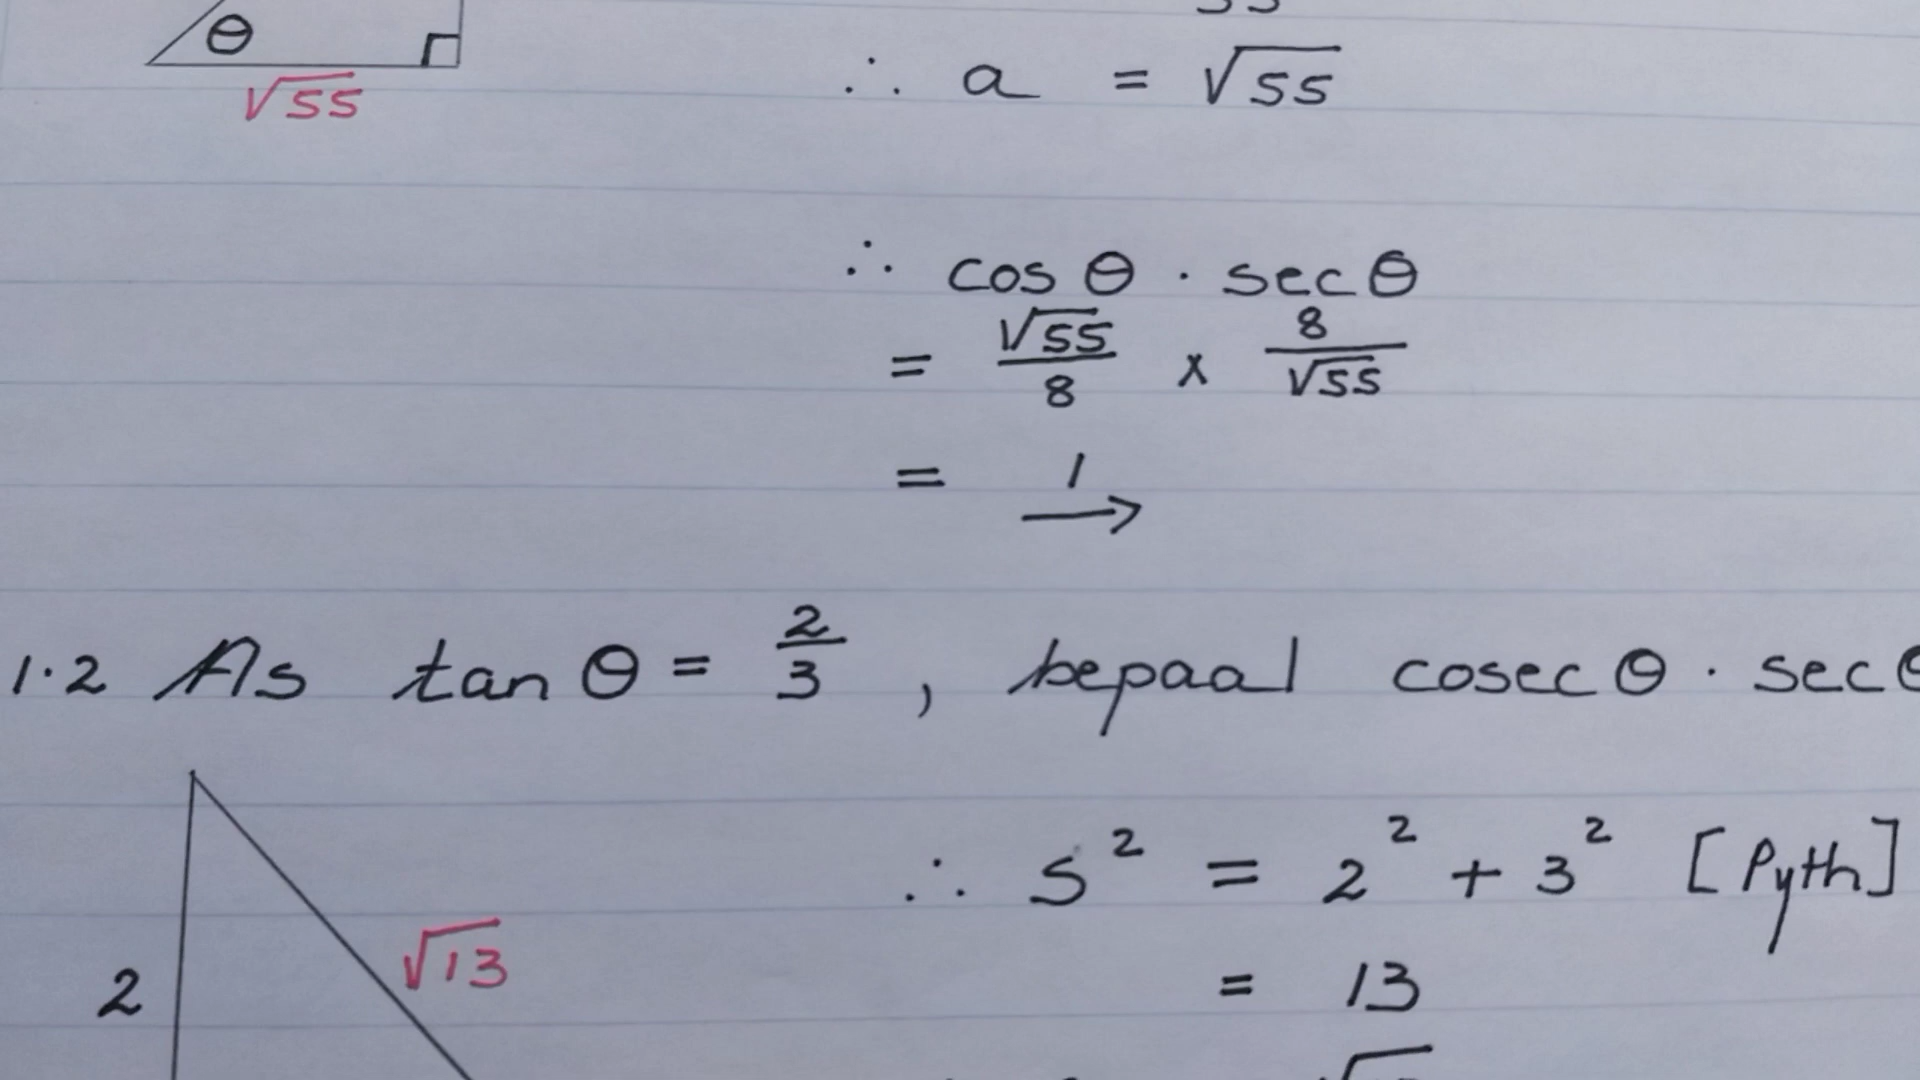 θ
√55
∴ a = √55
∴ cos θ · sec θ
= √55/8 × 8/√55
= 1
1.2 As tan θ = 2/3 , bepaal cosec θ · sec θ
∴ s² = 2² + 3² [Pyth]
√13
2
= 13